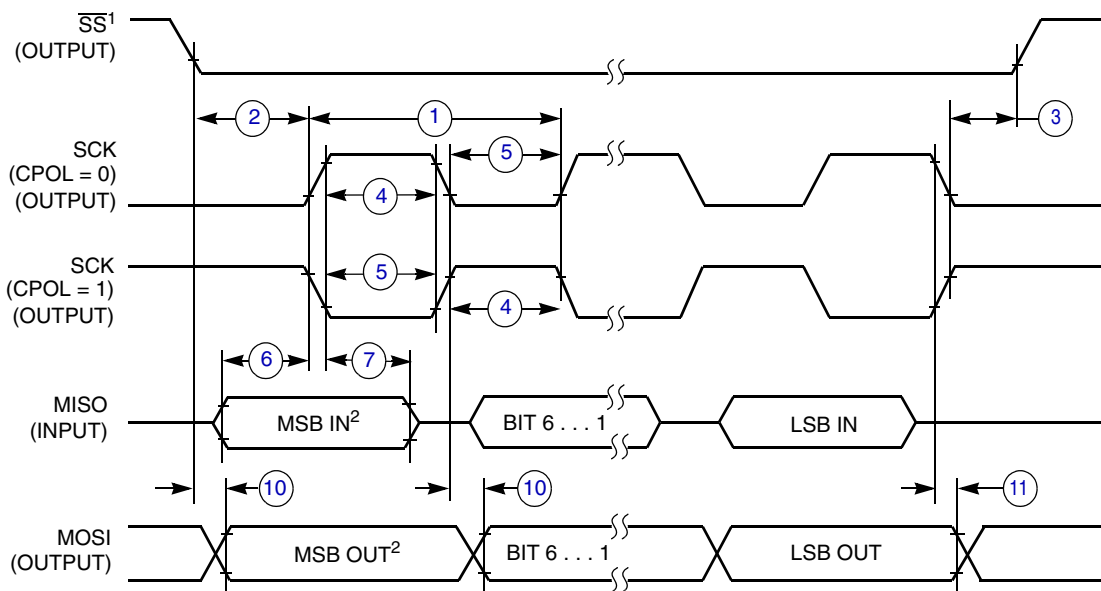 SS¹
(OUTPUT)
2
1
3
SCK
(CPOL = 0)
(OUTPUT)
5
4
SCK
(CPOL = 1)
(OUTPUT)
5
4
6
7
MISO
(INPUT)
MSB IN²
BIT 6 . . . 1
LSB IN
10
10
11
MOSI
(OUTPUT)
MSB OUT²
BIT 6 . . . 1
LSB OUT